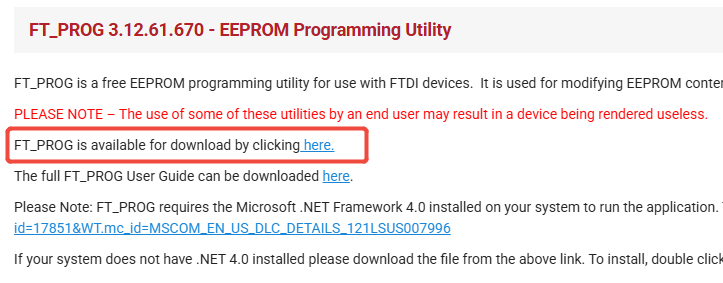 FT_PROG 3.12.61.670 - EEPROM Programming Utility
FT_PROG is a free EEPROM programming utility for use with FTDI devices.  It is used for modifying EEPROM
PLEASE NOTE – The use of some of these utilities by an end user may result in a device being rendered useless.
FT_PROG is available for download by clicking here.
The full FT_PROG User Guide can be downloaded here.
Please Note: FT_PROG requires the Microsoft .NET Framework 4.0 installed on your system to run the application.
id=17851&WT.mc_id=MSCOM_EN_US_DLC_DETAILS_121LSUS007996
If your system does not have .NET 4.0 installed please download the file from the above link. To install, double